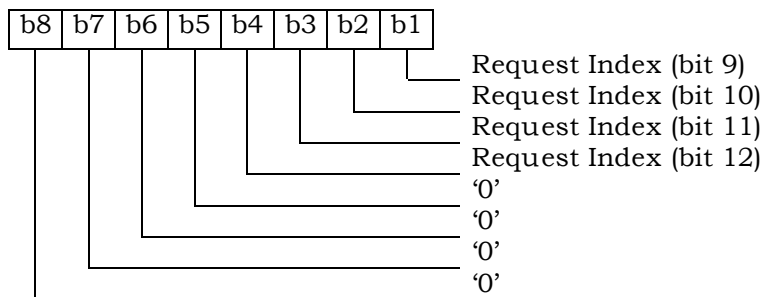 b8 b7 b6 b5 b4 b3 b2 b1
Request Index (bit 9)
Request Index (bit 10)
Request Index (bit 11)
Request Index (bit 12)
‘0’
‘0’
‘0’
‘0’